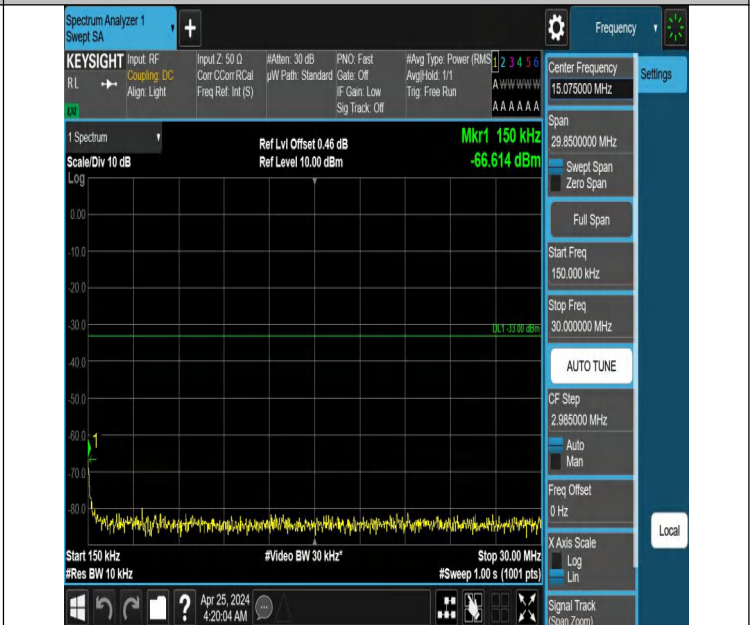 Spectrum Analyzer 1
Swept SA
+
Frequency
KEYSIGHT
RL
LXI
Input: RF
Coupling: DC
Align: Light
Input Z: 50 Ω
Corr CCorr RCal
Freq Ref: Int (S)
#Atten: 30 dB
µW Path: Standard
PNO: Fast
Gate: Off
IF Gain: Low
Sig Track: Off
#Avg Type: Power (RMS
Avg|Hold: 1/1
Trig: Free Run
1 2 3 4 5 6
A W W W W W
A A A A A A
1 Spectrum
Scale/Div 10 dB
Ref Lvl Offset 0.46 dB
Ref Level 10.00 dBm
Mkr1 150 kHz
-66.614 dBm
Log
0.00
-10.0
-20.0
-30.0
-40.0
-50.0
-60.0
-70.0
-80.0
DL1 -33.00 dBm
1
Start 150 kHz
#Res BW 10 kHz
#Video BW 30 kHz*
Stop 30.00 MHz
#Sweep 1.00 s (1001 pts)
Apr 25, 2024
4:20:04 AM
Center Frequency
15.075000 MHz
Span
29.8500000 MHz
Swept Span
Zero Span
Full Span
Start Freq
150.000 kHz
Stop Freq
30.000000 MHz
AUTO TUNE
CF Step
2.985000 MHz
Auto
Man
Freq Offset
0 Hz
X Axis Scale
Log
Lin
Signal Track
(Span Zoom)
Settings
Local